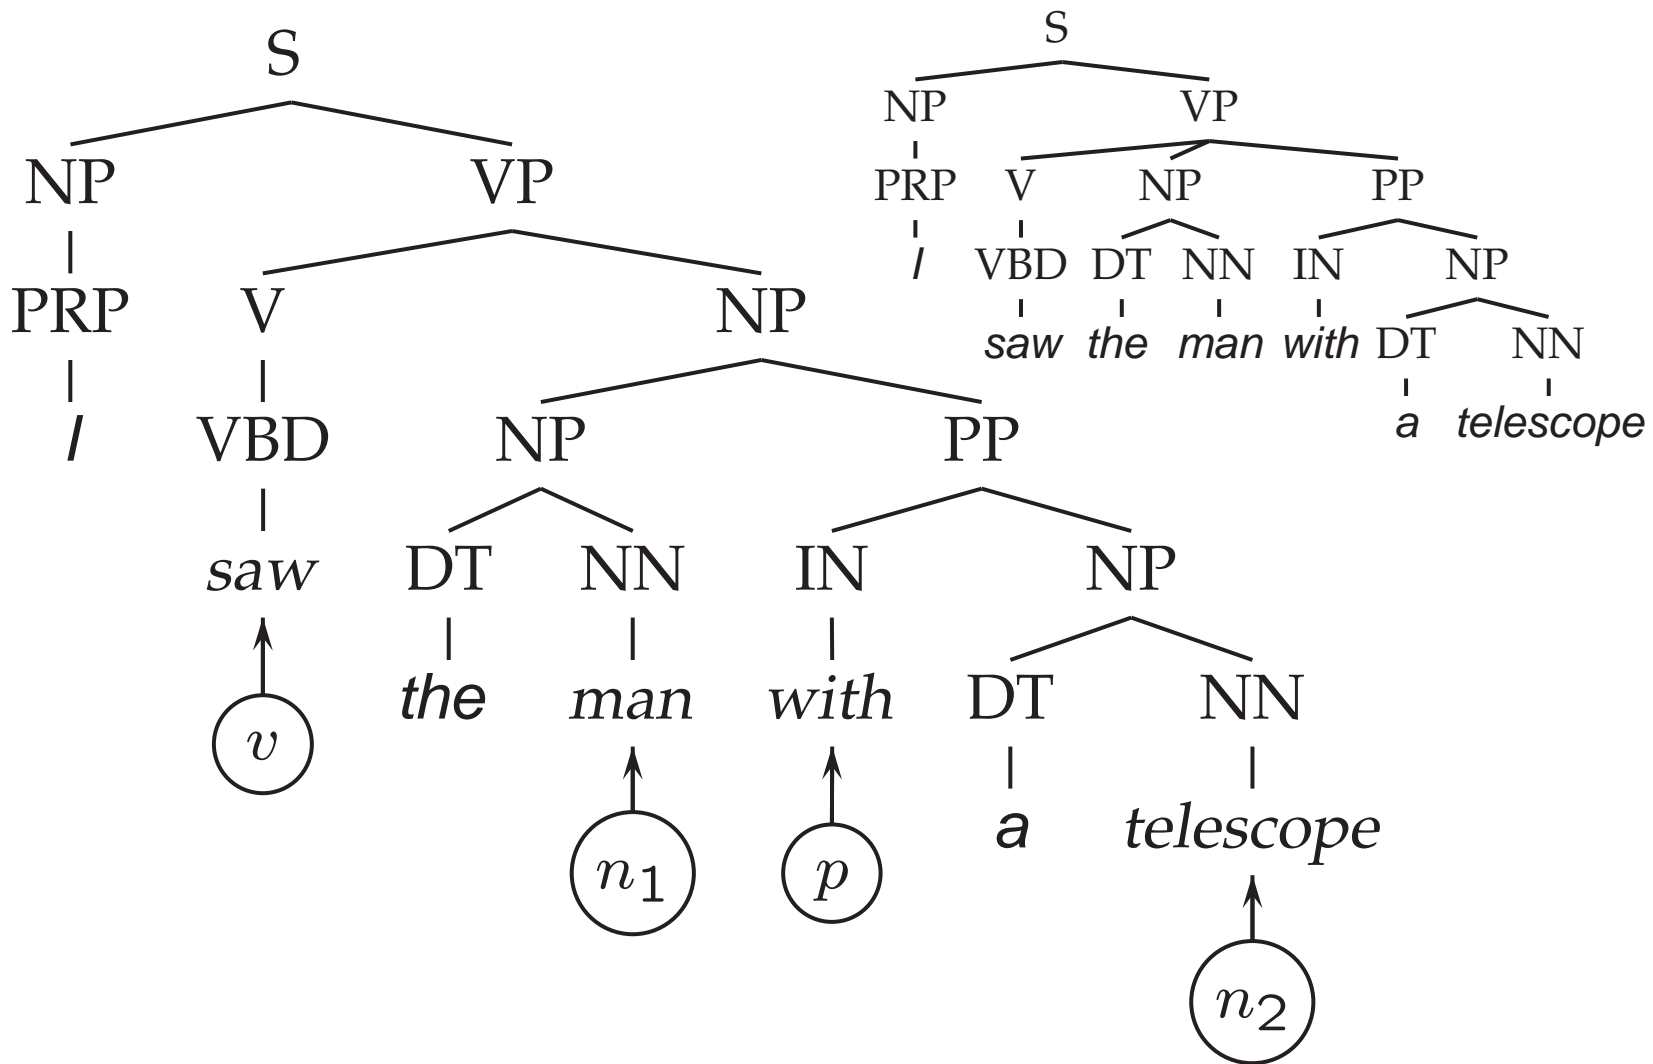 S
NP VP
PRP V NP
I VBD NP PP
saw DT NN IN NP
the man with DT NN
a telescope
v
n1 p
n2
S
NP VP
PRP V NP PP
I VBD DT NN IN NP
saw the man with DT NN
a telescope